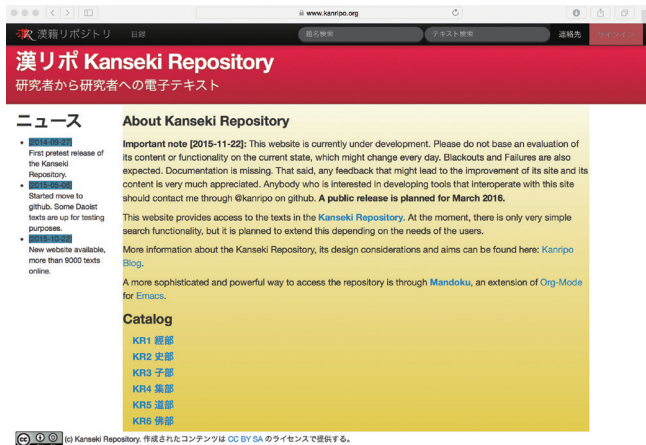 www.kanripo.org
漢籍リポジトリ 目録 題名検索 テキスト検索 連絡先 サインイン
漢リポ Kanseki Repository
研究者から研究者への電子テキスト
ニュース
[2014-09-27]
First pretest release of
the Kanseki
Repository.
[2015-05-06]
Started move to
github. Some Daoist
texts are up for testing
purposes.
[2015-10-22]
New website available,
more than 9000 texts
online.
About Kanseki Repository
Important note [2015-11-22]: This website is currently under development. Please do not base an evaluation of
its content or functionality on the current state, which might change every day. Blackouts and Failures are also
expected. Documentation is missing. That said, any feedback that might lead to the improvement of its site and its
content is very much appreciated. Anybody who is interested in developing tools that interoperate with this site
should contact me through @kanripo on github. A public release is planned for March 2016.
This website provides access to the texts in the Kanseki Repository. At the moment, there is only very simple
search functionality, but it is planned to extend this depending on the needs of the users.
More information about the Kanseki Repository, its design considerations and aims can be found here: Kanripo
Blog.
A more sophisticated and powerful way to access the repository is through Mandoku, an extension of Org-Mode
for Emacs.
Catalog
KR1 經部
KR2 史部
KR3 子部
KR4 集部
KR5 道部
KR6 佛部
(c) Kanseki Repository. 作成されたコンテンツは CC BY SA のライセンスで提供する。